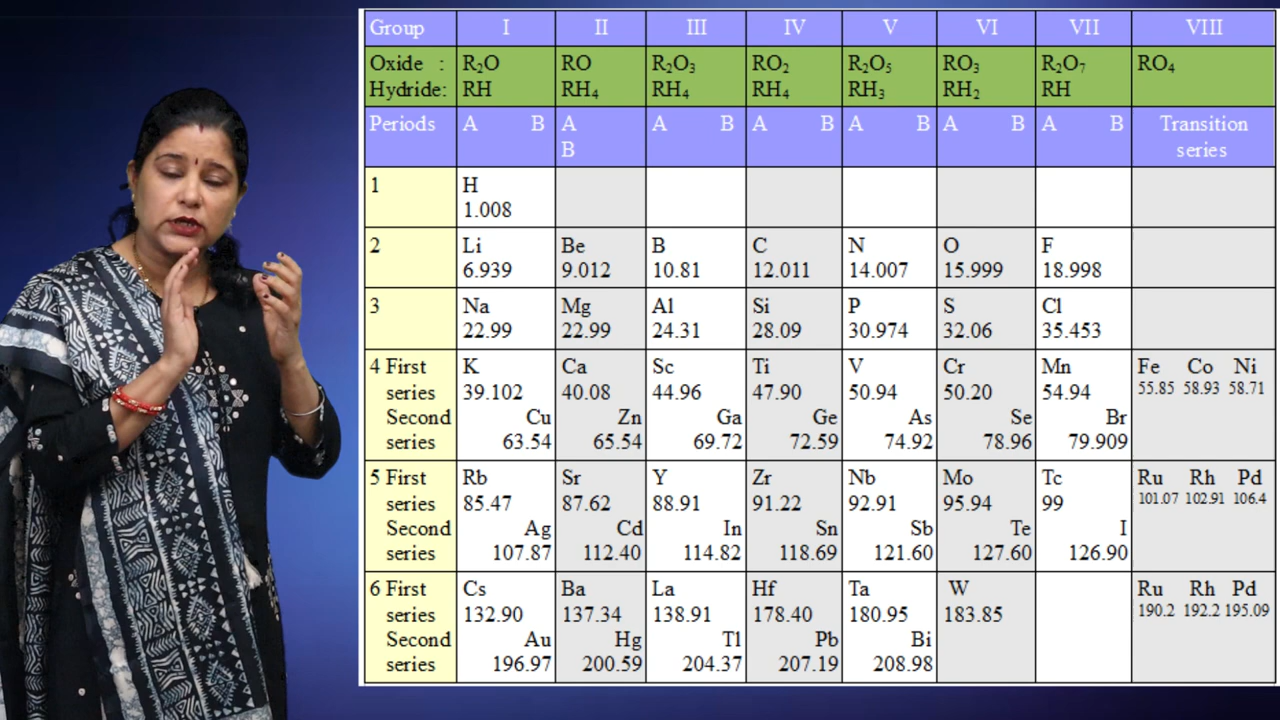 Group I II III IV V VI VII VIII
Oxide : R₂O RO R₂O₃ RO₂ R₂O₅ RO₃ R₂O₇ RO₄
Hydride: RH RH₄ RH₄ RH₄ RH₃ RH₂ RH
Periods A B A A B A B A B A B A B Transition
B series
1 H
1.008
2 Li Be B C N O F
6.939 9.012 10.81 12.011 14.007 15.999 18.998
3 Na Mg Al Si P S Cl
22.99 22.99 24.31 28.09 30.974 32.06 35.453
4 First K Ca Sc Ti V Cr Mn Fe Co Ni
series 39.102 40.08 44.96 47.90 50.94 50.20 54.94 55.85 58.93 58.71
Second Cu Zn Ga Ge As Se Br
series 63.54 65.54 69.72 72.59 74.92 78.96 79.909
5 First Rb Sr Y Zr Nb Mo Tc Ru Rh Pd
series 85.47 87.62 88.91 91.22 92.91 95.94 99 101.07 102.91 106.4
Second Ag Cd In Sn Sb Te I
series 107.87 112.40 114.82 118.69 121.60 127.60 126.90
6 First Cs Ba La Hf Ta W Ru Rh Pd
series 132.90 137.34 138.91 178.40 180.95 183.85 190.2 192.2 195.09
Second Au Hg Tl Pb Bi
series 196.97 200.59 204.37 207.19 208.98